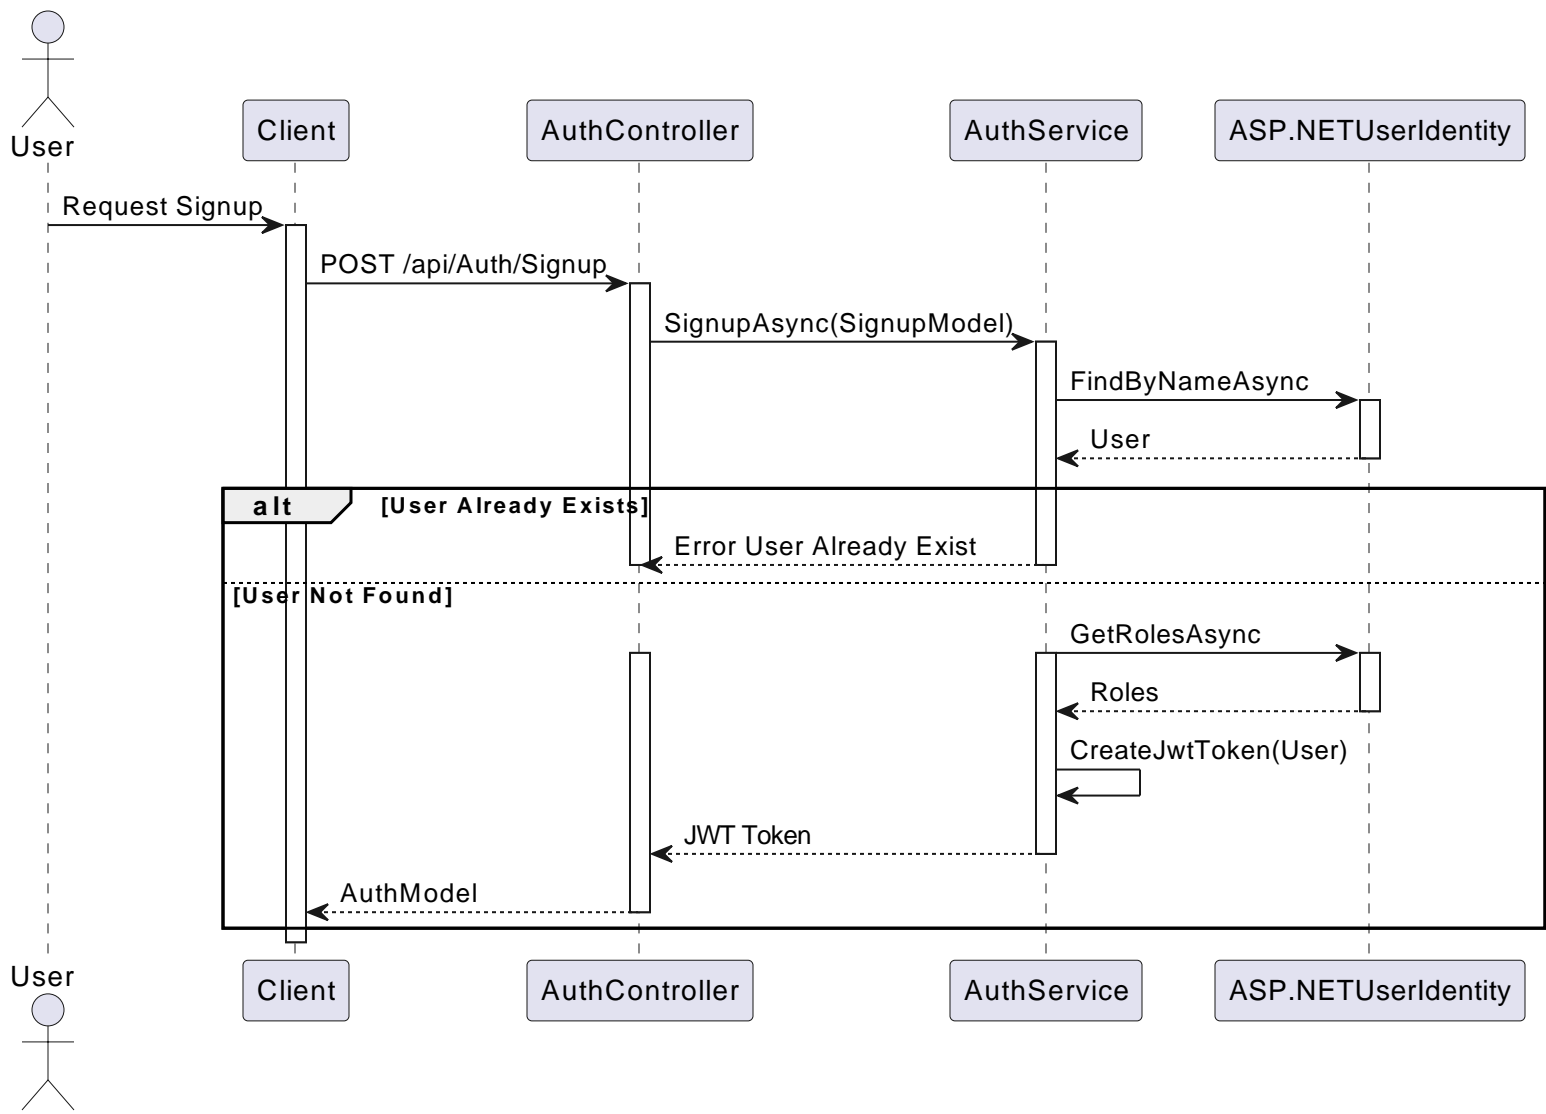 User
Client
AuthController
AuthService
ASP.NETUserIdentity
Request Signup
POST /api/Auth/Signup
SignupAsync(SignupModel)
FindByNameAsync
User
alt
[User Already Exists]
Error User Already Exist
[User Not Found]
GetRolesAsync
Roles
CreateJwtToken(User)
JWT Token
AuthModel
User
Client
AuthController
AuthService
ASP.NETUserIdentity